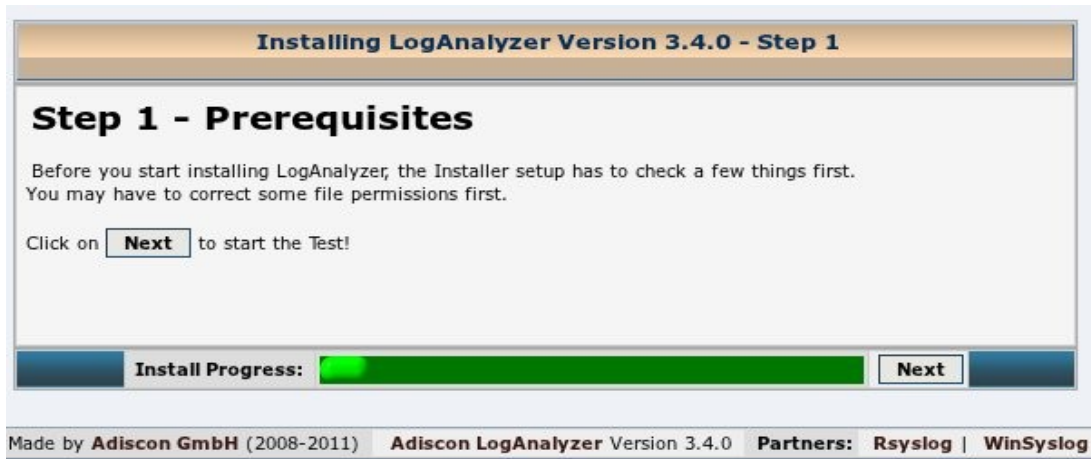 Installing LogAnalyzer Version 3.4.0 - Step 1
Step 1 - Prerequisites
Before you start installing LogAnalyzer, the Installer setup has to check a few things first.
You may have to correct some file permissions first.
Click on Next to start the Test!
Install Progress: Next
Made by Adiscon GmbH (2008-2011) Adiscon LogAnalyzer Version 3.4.0 Partners: Rsyslog | WinSyslog